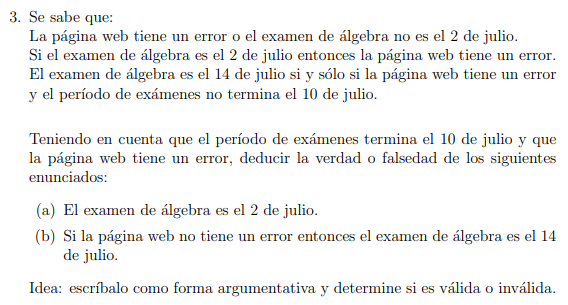 3. Se sabe que:
La página web tiene un error o el examen de álgebra no es el 2 de julio.
Si el examen de álgebra es el 2 de julio entonces la página web tiene un error.
El examen de álgebra es el 14 de julio si y sólo si la página web tiene un error
y el período de exámenes no termina el 10 de julio.
Teniendo en cuenta que el período de exámenes termina el 10 de julio y que
la página web tiene un error, deducir la verdad o falsedad de los siguientes
enunciados:
(a) El examen de álgebra es el 2 de julio.
(b) Si la página web no tiene un error entonces el examen de álgebra es el 14
de julio.
Idea: escríbalo como forma argumentativa y determine si es válida o inválida.